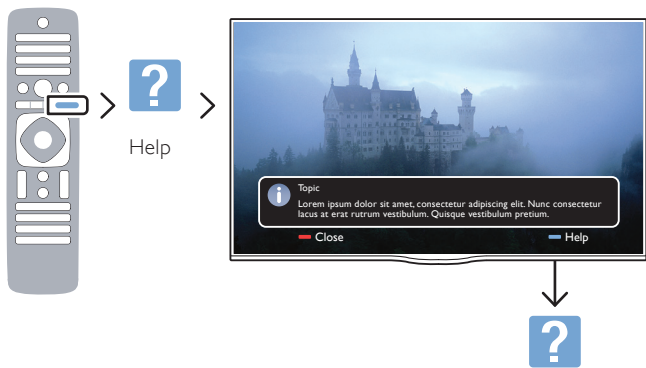 ?
Help
Topic
Lorem ipsum dolor sit amet, consectetur adipiscing elit. Nunc consectetur
lacus at erat rutrum vestibulum. Quisque vestibulum pretium.
Close
Help
?